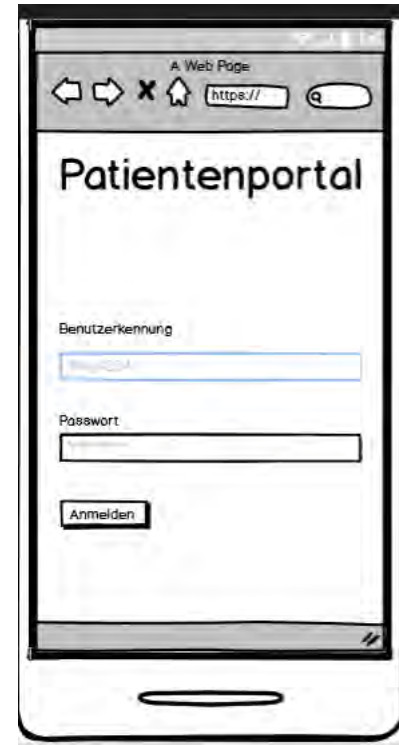 A Web Page
https://
Patientenportal
Benutzerkennung
Passwort
Anmelden